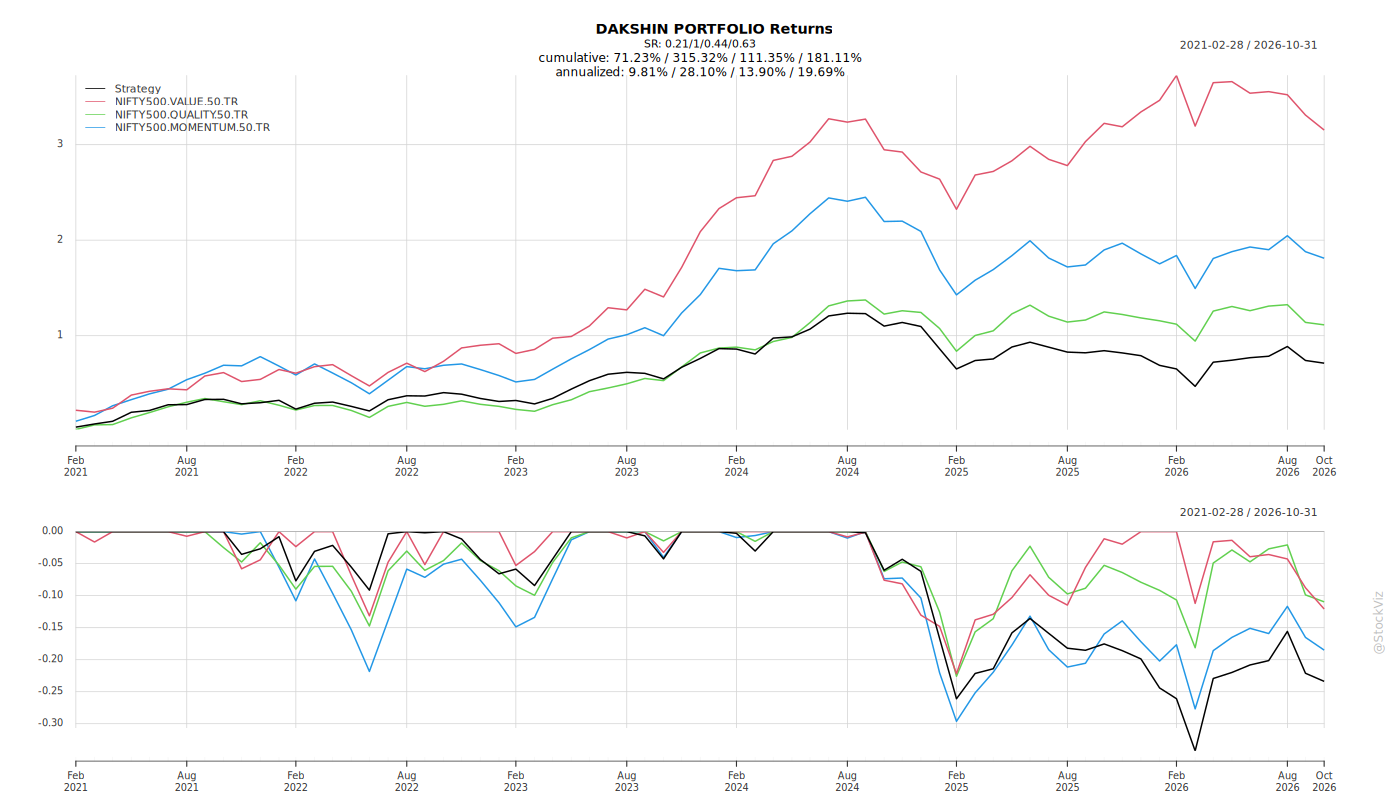 DAKSHIN PORTFOLIO Returns
SR: 0.21/1/0.44/0.63
cumulative: 71.23% / 315.32% / 111.35% / 181.11%
annualized: 9.81% / 28.10% / 13.90% / 19.69%
2021-02-28 / 2026-10-31
Strategy
NIFTY500.VALUE.50.TR
NIFTY500.QUALITY.50.TR
NIFTY500.MOMENTUM.50.TR
3
2
1
Feb Aug Feb Aug Feb Aug Feb Aug Feb Aug Feb Aug Oct
2021 2021 2022 2022 2023 2023 2024 2024 2025 2025 2026 2026 2026
2021-02-28 / 2026-10-31
0.00
-0.05
-0.10
-0.15
-0.20
-0.25
-0.30
Feb Aug Feb Aug Feb Aug Feb Aug Feb Aug Feb Aug Oct
2021 2021 2022 2022 2023 2023 2024 2024 2025 2025 2026 2026 2026
@StockViz